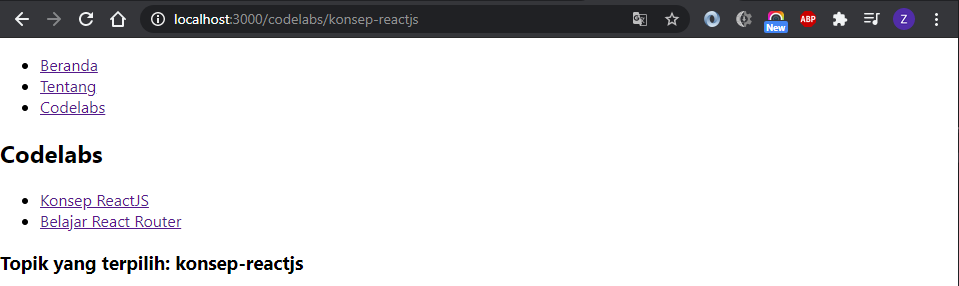 localhost:3000/codelabs/konsep-reactjs
New
ABP
Z
Beranda
Tentang
Codelabs
Codelabs
Konsep ReactJS
Belajar React Router
Topik yang terpilih: konsep-reactjs